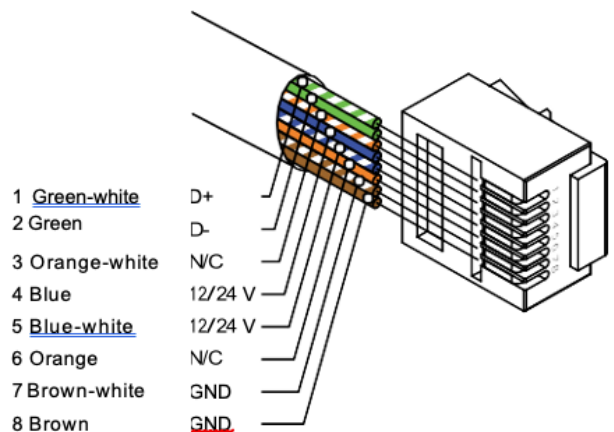 1 Green-white D+
2 Green D-
3 Orange-white N/C
4 Blue 12/24 V
5 Blue-white 12/24 V
6 Orange N/C
7 Brown-white GND
8 Brown GND